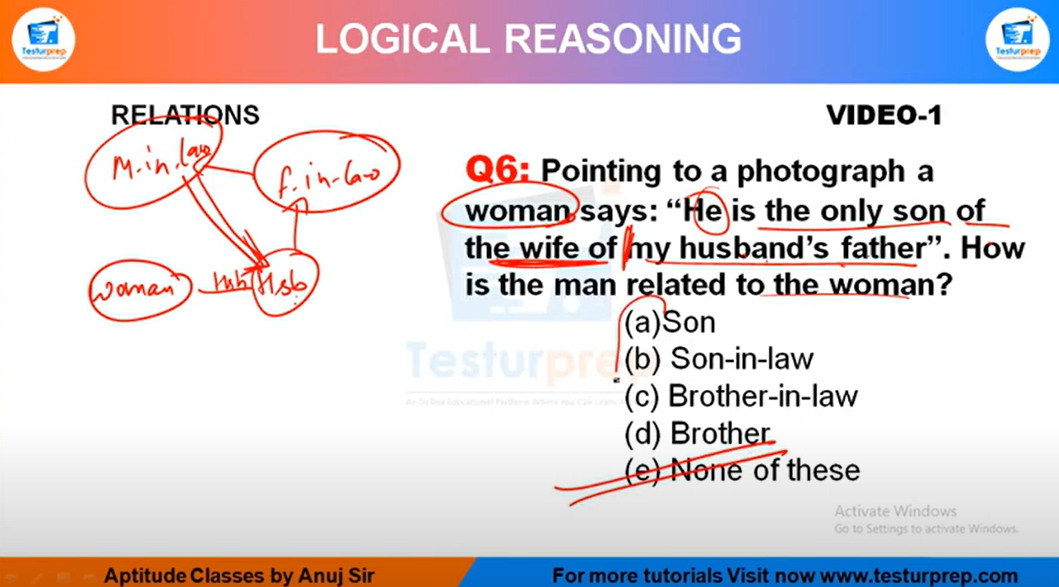 Testurprep
LOGICAL REASONING
Testurprep
RELATIONS
VIDEO-1
M.in.law
f.in-law
woman
Hub
Hsb
Q6: Pointing to a photograph a
woman says: “He is the only son of
the wife of my husband’s father”. How
is the man related to the woman?
(a)Son
(b) Son-in-law
(c) Brother-in-law
(d) Brother
(e) None of these
Testurprep
An Online Educational Platform Where You Can Learn
Activate Windows
Go to Settings to activate Windows.
Aptitude Classes by Anuj Sir
For more tutorials Visit now www.testurprep.com